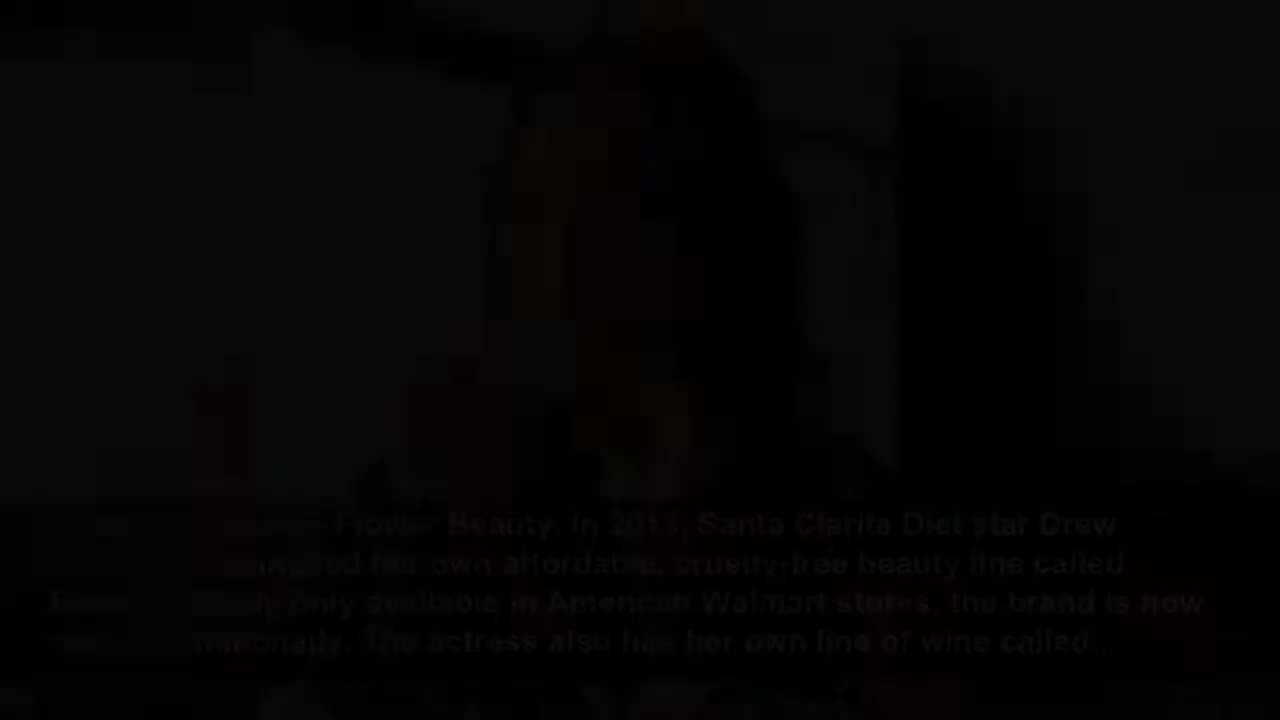 Flower Beauty. In 2013, Santa Clarita Diet star Drew
her own affordable, cruelty-free beauty line called
only available in American Walmart stores, the brand is now
The actress also has her own line of wine called...